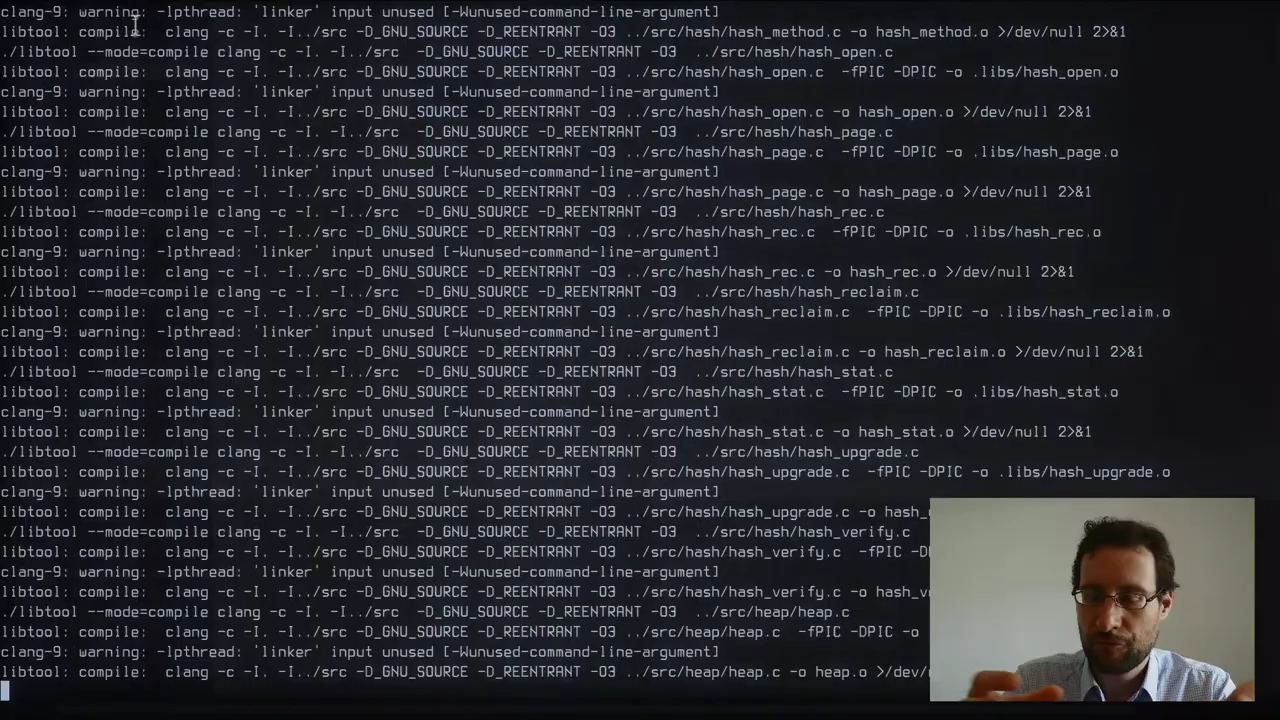 clang-9: warning: -lpthread: 'linker' input unused [-Wunused-command-line-argument]
libtool: compile:  clang -c -I. -I../src -D_GNU_SOURCE -D_REENTRANT -O3 ../src/hash/hash_method.c -o hash_method.o >/dev/null 2>&1
./libtool --mode=compile clang -c -I. -I../src  -D_GNU_SOURCE -D_REENTRANT -O3  ../src/hash/hash_open.c
libtool: compile:  clang -c -I. -I../src -D_GNU_SOURCE -D_REENTRANT -O3 ../src/hash/hash_open.c  -fPIC -DPIC -o .libs/hash_open.o
clang-9: warning: -lpthread: 'linker' input unused [-Wunused-command-line-argument]
libtool: compile:  clang -c -I. -I../src -D_GNU_SOURCE -D_REENTRANT -O3 ../src/hash/hash_open.c -o hash_open.o >/dev/null 2>&1
./libtool --mode=compile clang -c -I. -I../src  -D_GNU_SOURCE -D_REENTRANT -O3  ../src/hash/hash_page.c
libtool: compile:  clang -c -I. -I../src -D_GNU_SOURCE -D_REENTRANT -O3 ../src/hash/hash_page.c  -fPIC -DPIC -o .libs/hash_page.o
clang-9: warning: -lpthread: 'linker' input unused [-Wunused-command-line-argument]
libtool: compile:  clang -c -I. -I../src -D_GNU_SOURCE -D_REENTRANT -O3 ../src/hash/hash_page.c -o hash_page.o >/dev/null 2>&1
./libtool --mode=compile clang -c -I. -I../src  -D_GNU_SOURCE -D_REENTRANT -O3  ../src/hash/hash_rec.c
libtool: compile:  clang -c -I. -I../src -D_GNU_SOURCE -D_REENTRANT -O3 ../src/hash/hash_rec.c  -fPIC -DPIC -o .libs/hash_rec.o
clang-9: warning: -lpthread: 'linker' input unused [-Wunused-command-line-argument]
libtool: compile:  clang -c -I. -I../src -D_GNU_SOURCE -D_REENTRANT -O3 ../src/hash/hash_rec.c -o hash_rec.o >/dev/null 2>&1
./libtool --mode=compile clang -c -I. -I../src  -D_GNU_SOURCE -D_REENTRANT -O3  ../src/hash/hash_reclaim.c
libtool: compile:  clang -c -I. -I../src -D_GNU_SOURCE -D_REENTRANT -O3 ../src/hash/hash_reclaim.c  -fPIC -DPIC -o .libs/hash_reclaim.o
clang-9: warning: -lpthread: 'linker' input unused [-Wunused-command-line-argument]
libtool: compile:  clang -c -I. -I../src -D_GNU_SOURCE -D_REENTRANT -O3 ../src/hash/hash_reclaim.c -o hash_reclaim.o >/dev/null 2>&1
./libtool --mode=compile clang -c -I. -I../src  -D_GNU_SOURCE -D_REENTRANT -O3  ../src/hash/hash_stat.c
libtool: compile:  clang -c -I. -I../src -D_GNU_SOURCE -D_REENTRANT -O3 ../src/hash/hash_stat.c  -fPIC -DPIC -o .libs/hash_stat.o
clang-9: warning: -lpthread: 'linker' input unused [-Wunused-command-line-argument]
libtool: compile:  clang -c -I. -I../src -D_GNU_SOURCE -D_REENTRANT -O3 ../src/hash/hash_stat.c -o hash_stat.o >/dev/null 2>&1
./libtool --mode=compile clang -c -I. -I../src  -D_GNU_SOURCE -D_REENTRANT -O3  ../src/hash/hash_upgrade.c
libtool: compile:  clang -c -I. -I../src -D_GNU_SOURCE -D_REENTRANT -O3 ../src/hash/hash_upgrade.c  -fPIC -DPIC -o .libs/hash_upgrade.o
clang-9: warning: -lpthread: 'linker' input unused [-Wunused-command-line-argument]
libtool: compile:  clang -c -I. -I../src -D_GNU_SOURCE -D_REENTRANT -O3 ../src/hash/hash_upgrade.c -o hash_
./libtool --mode=compile clang -c -I. -I../src  -D_GNU_SOURCE -D_REENTRANT -O3  ../src/hash/hash_verify.c
libtool: compile:  clang -c -I. -I../src -D_GNU_SOURCE -D_REENTRANT -O3 ../src/hash/hash_verify.c  -fPIC -D
clang-9: warning: -lpthread: 'linker' input unused [-Wunused-command-line-argument]
libtool: compile:  clang -c -I. -I../src -D_GNU_SOURCE -D_REENTRANT -O3 ../src/hash/hash_verify.c -o hash_v
./libtool --mode=compile clang -c -I. -I../src  -D_GNU_SOURCE -D_REENTRANT -O3  ../src/heap/heap.c
libtool: compile:  clang -c -I. -I../src -D_GNU_SOURCE -D_REENTRANT -O3 ../src/heap/heap.c  -fPIC -DPIC -o
clang-9: warning: -lpthread: 'linker' input unused [-Wunused-command-line-argument]
libtool: compile:  clang -c -I. -I../src -D_GNU_SOURCE -D_REENTRANT -O3 ../src/heap/heap.c -o heap.o >/dev/